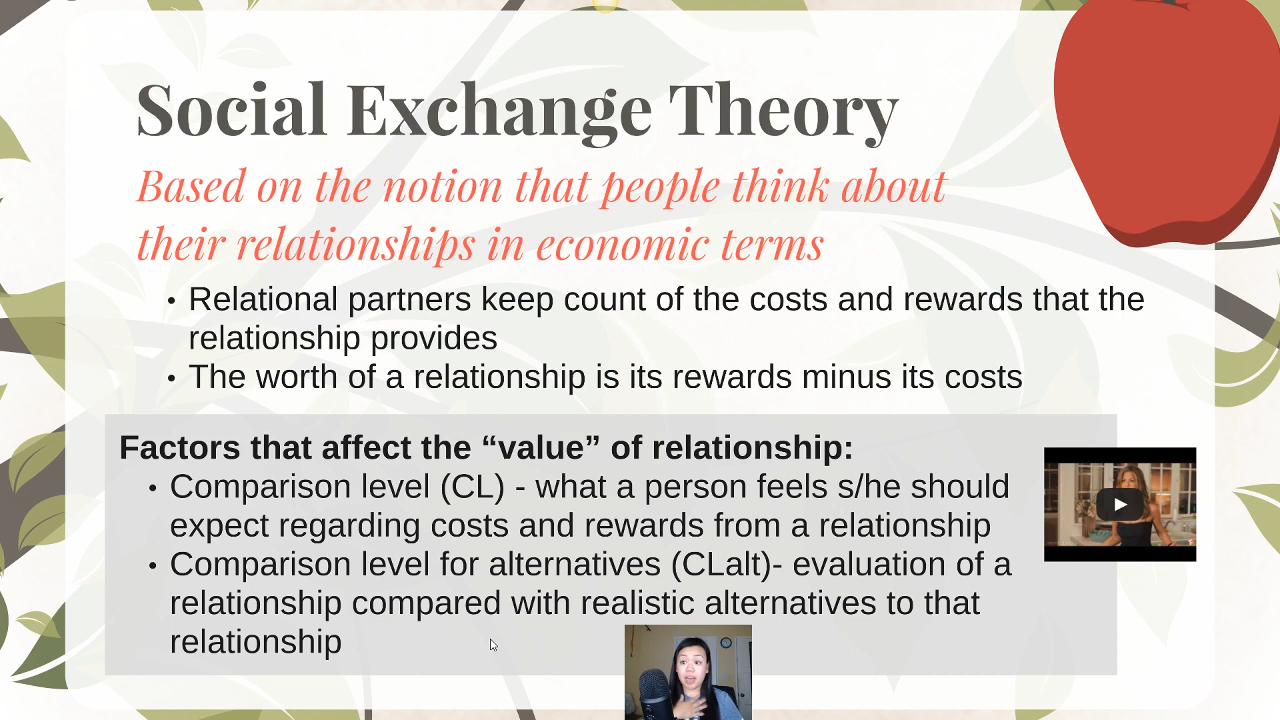 Social Exchange Theory
Based on the notion that people think about
their relationships in economic terms
• Relational partners keep count of the costs and rewards that the
relationship provides
• The worth of a relationship is its rewards minus its costs
Factors that affect the “value” of relationship:
• Comparison level (CL) - what a person feels s/he should
expect regarding costs and rewards from a relationship
• Comparison level for alternatives (CLalt)- evaluation of a
relationship compared with realistic alternatives to that
relationship